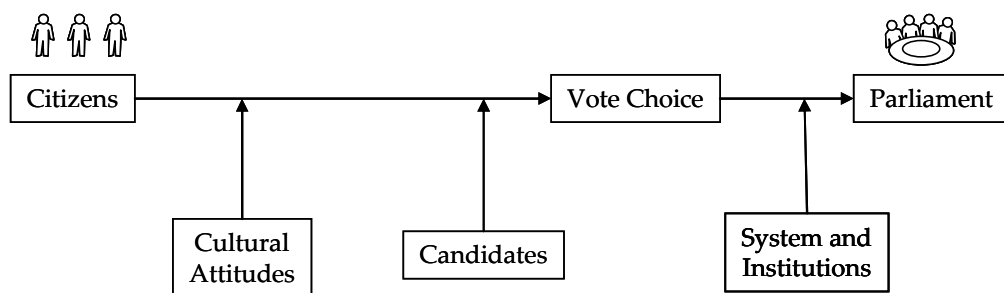 Citizens
Vote Choice
Parliament
Cultural
Attitudes
Candidates
System and
Institutions